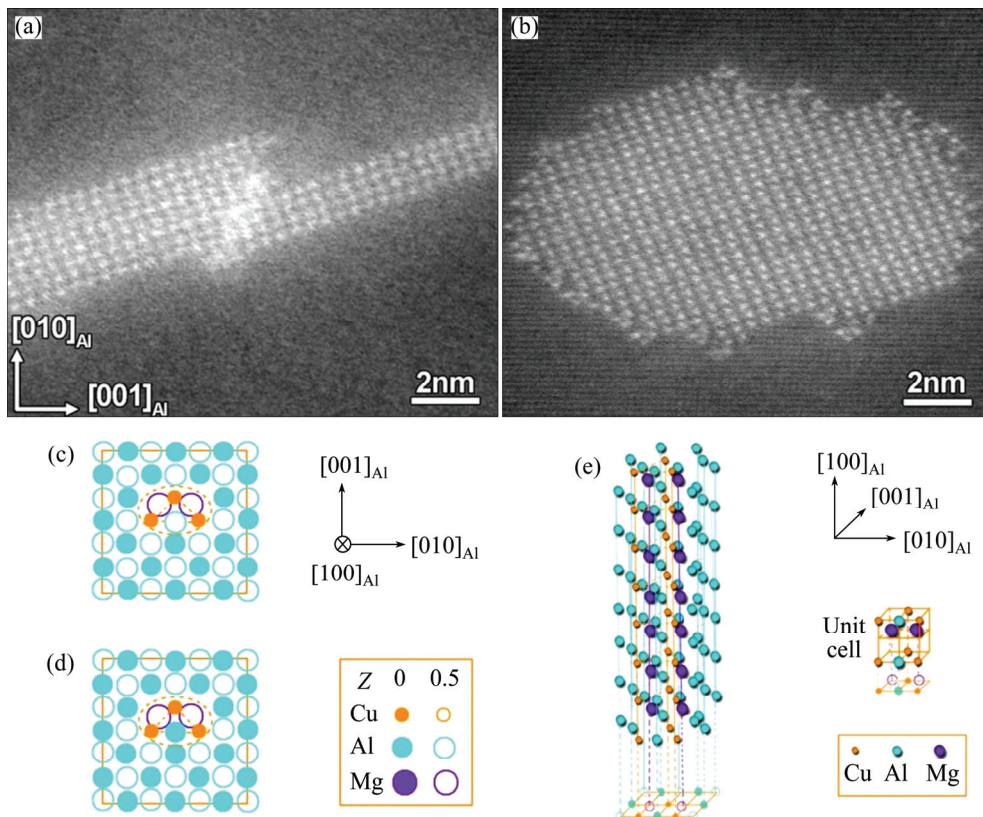 (a)
[010]Al
[001]Al
2nm
(b)
2nm
(c)
[001]Al
[010]Al
[100]Al
(d)
Z 0 0.5
Cu
Al
Mg
(e)
[100]Al
[001]Al
[010]Al
Unit
cell
Cu Al Mg